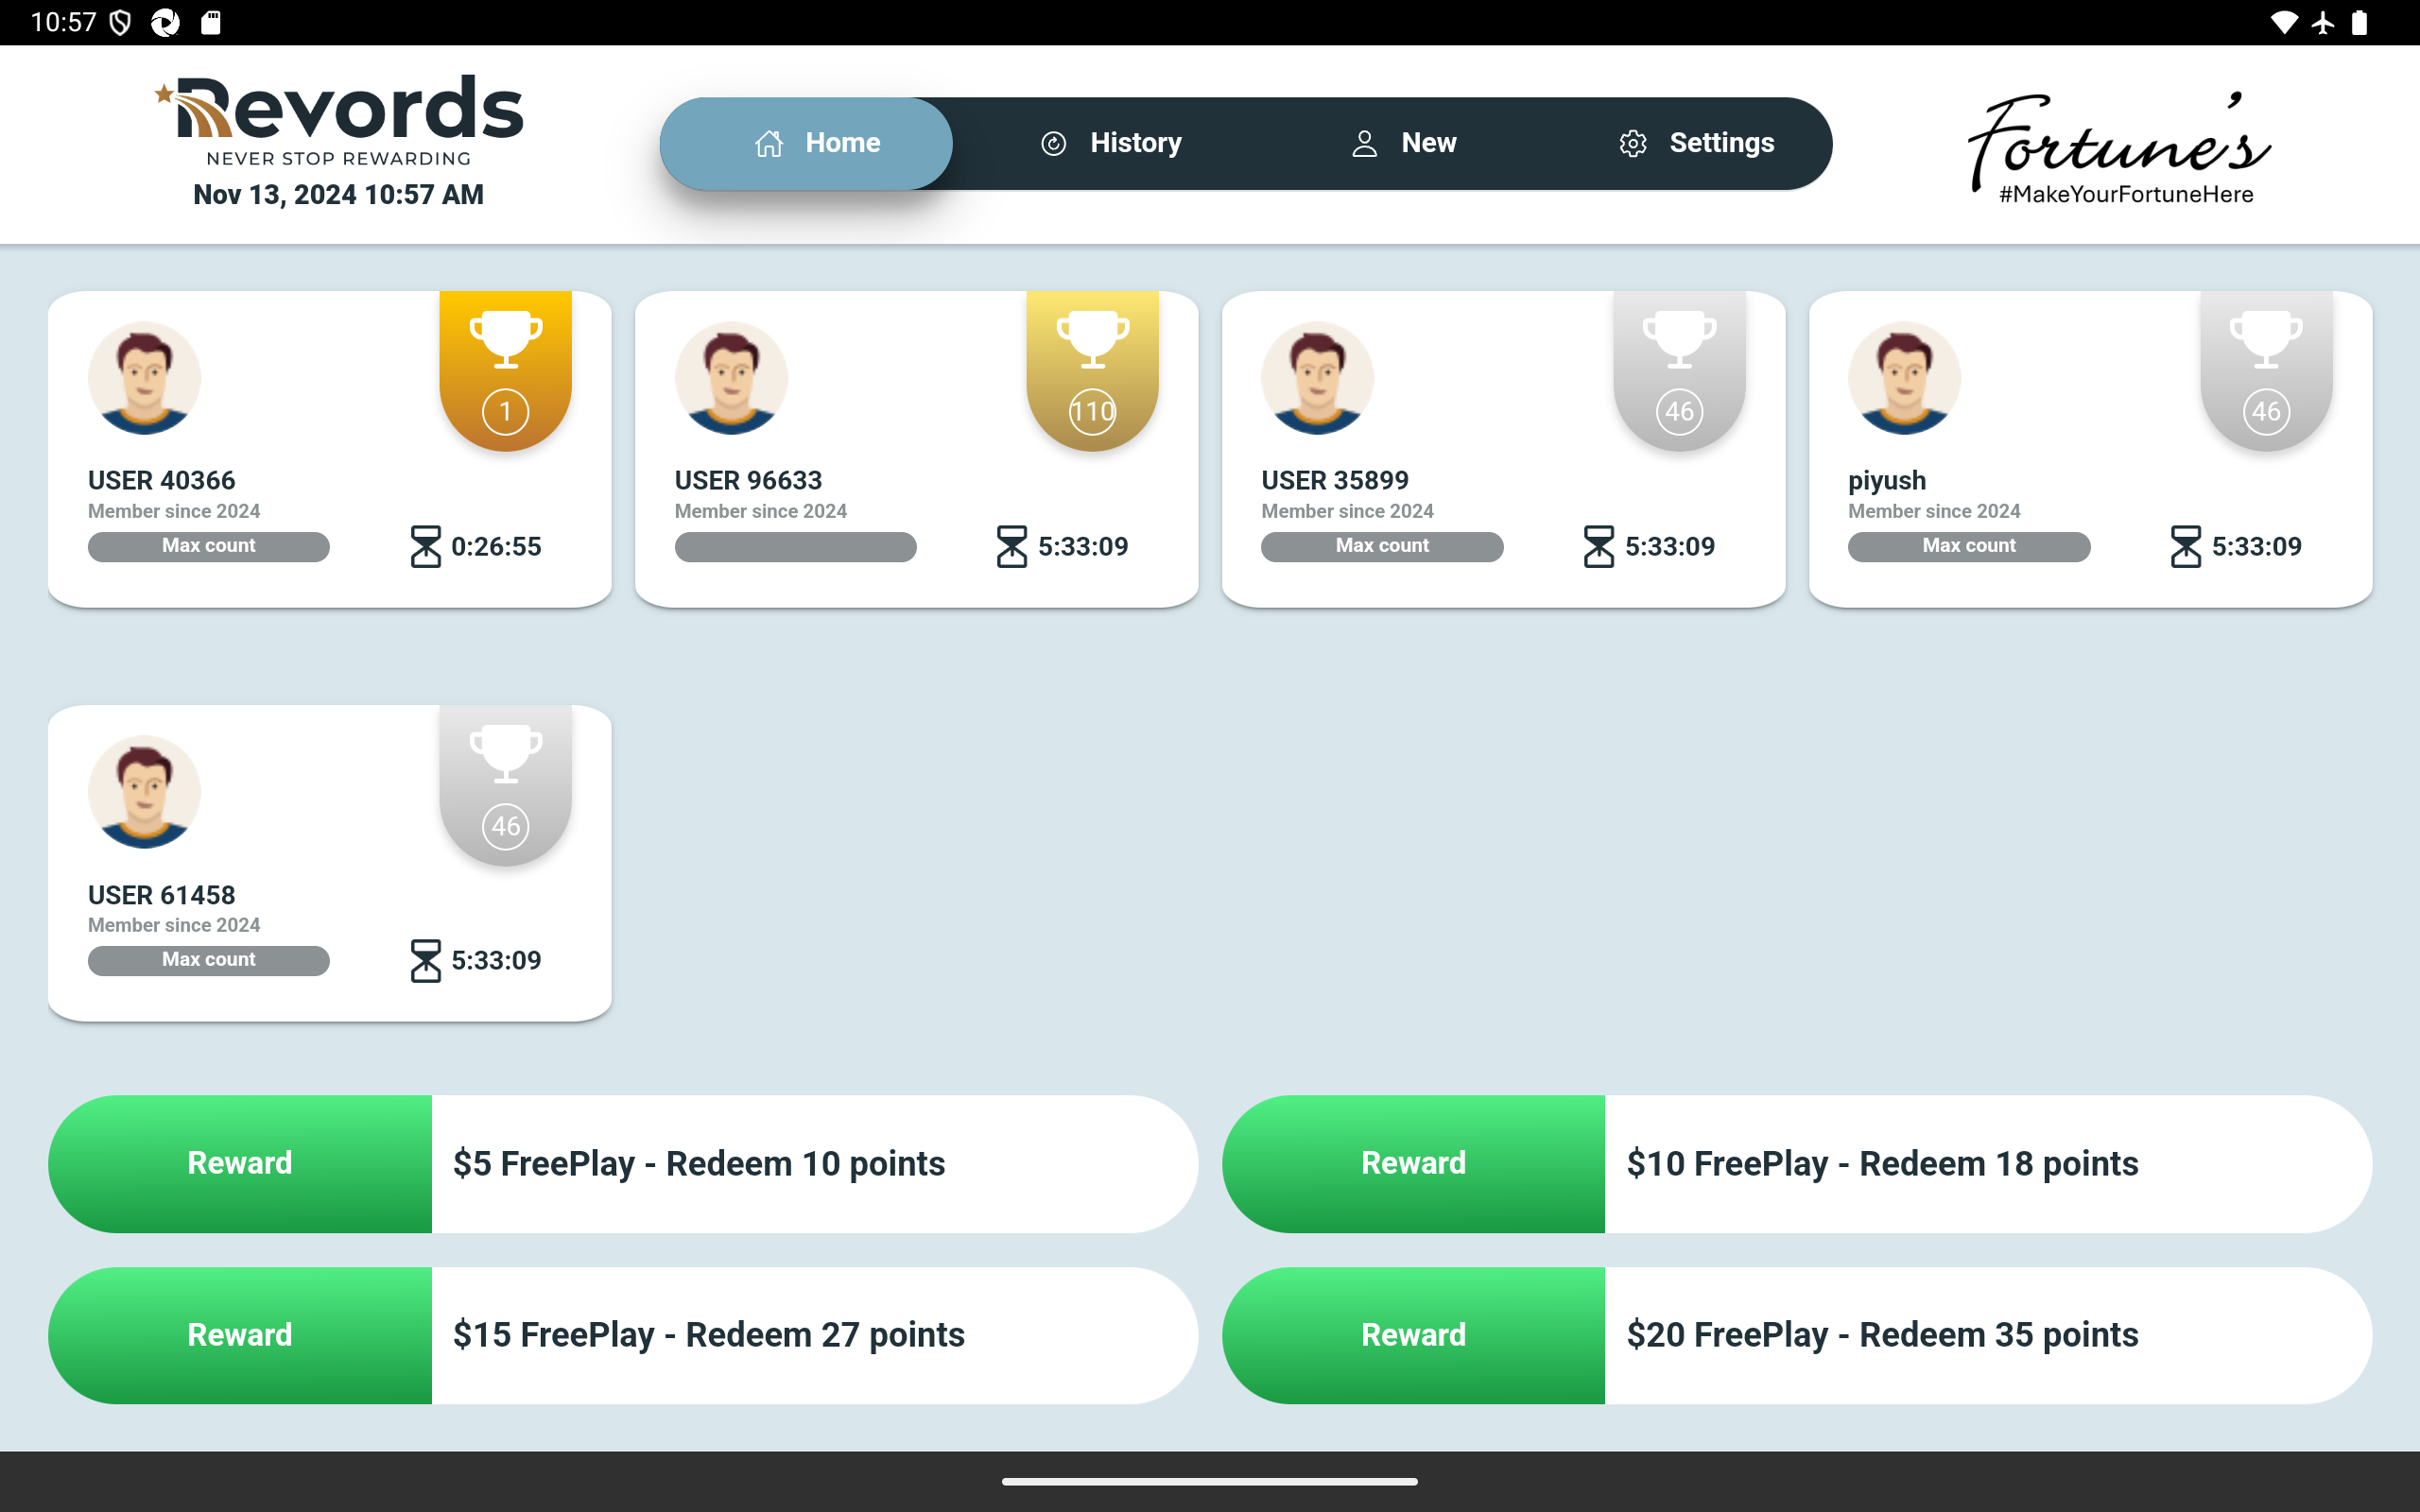 10:57
Revords
NEVER STOP REWARDING
Nov 13, 2024 10:57 AM
Home
History
New
Settings
Fortune's
#MakeYourFortuneHere
1
USER 40366
Member since 2024
Max count
0:26:55
110
USER 96633
Member since 2024
5:33:09
46
USER 35899
Member since 2024
Max count
5:33:09
46
piyush
Member since 2024
Max count
5:33:09
46
USER 61458
Member since 2024
Max count
5:33:09
Reward
$5 FreePlay - Redeem 10 points
Reward
$10 FreePlay - Redeem 18 points
Reward
$15 FreePlay - Redeem 27 points
Reward
$20 FreePlay - Redeem 35 points